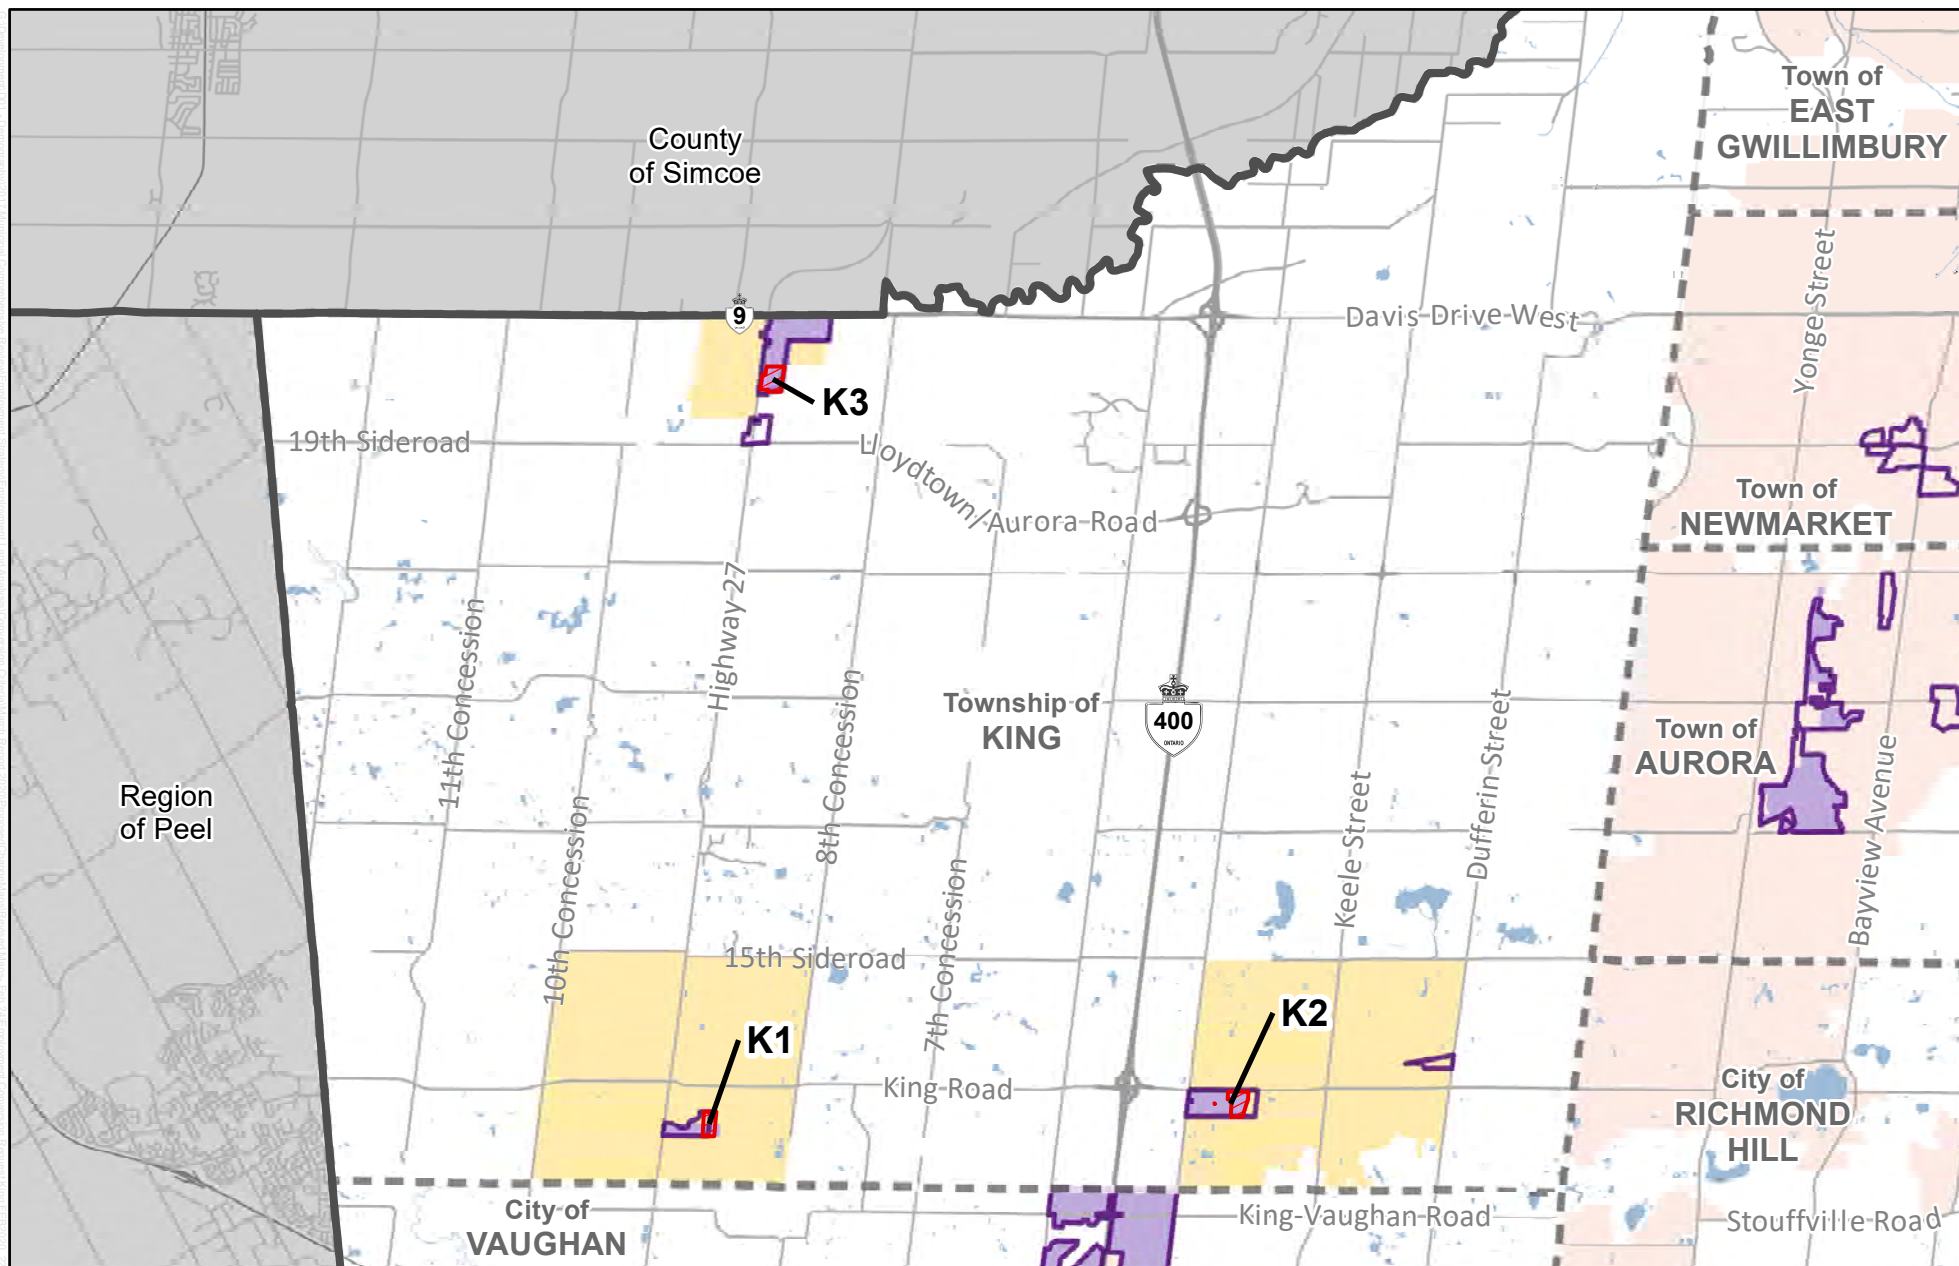 County
of Simcoe
Town of
EAST
GWILLIMBURY
9
Davis Drive West
Yonge Street
K3
19th Sideroad
Lloydtown/Aurora Road
Town of
NEWMARKET
Highway 27
11th Concession
8th Concession
Township of
KING
400
ONTARIO
Dufferin Street
Town of
AURORA
Region
of Peel
Keele Street
Bayview Avenue
10th Concession
15th Sideroad
7th Concession
K1
K2
King Road
City of
RICHMOND
HILL
City of
VAUGHAN
King-Vaughan Road
Stouffville Road